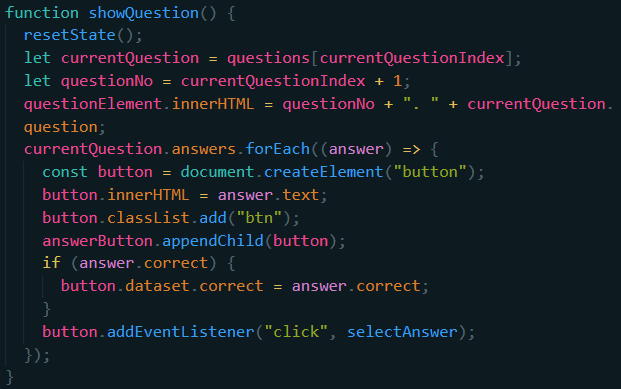 function showQuestion() {
  resetState();
  let currentQuestion = questions[currentQuestionIndex];
  let questionNo = currentQuestionIndex + 1;
  questionElement.innerHTML = questionNo + ". " + currentQuestion.
  question;
  currentQuestion.answers.forEach((answer) => {
    const button = document.createElement("button");
    button.innerHTML = answer.text;
    button.classList.add("btn");
    answerButton.appendChild(button);
    if (answer.correct) {
      button.dataset.correct = answer.correct;
    }
    button.addEventListener("click", selectAnswer);
  });
}